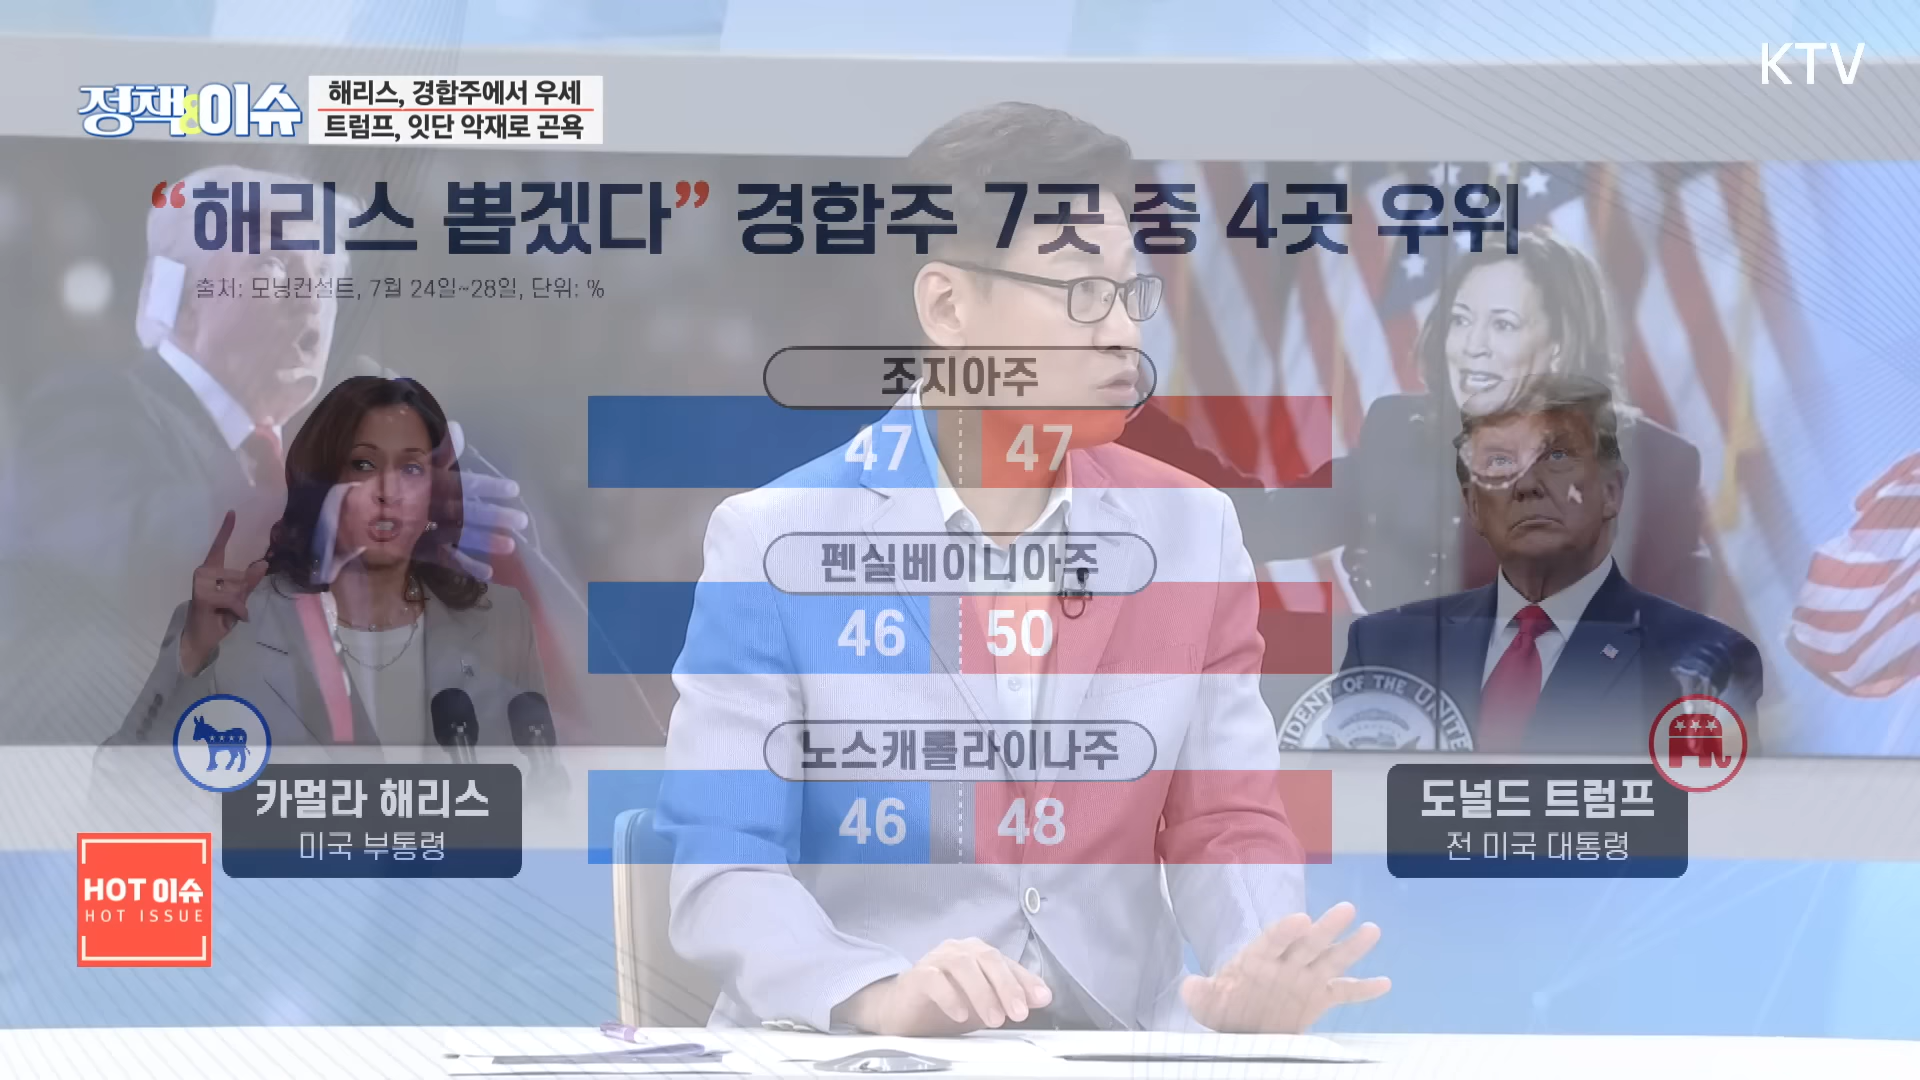 KTV
정책&이슈
해리스, 경합주에서 우세
트럼프, 잇단 악재로 곤욕
“해리스 뽑겠다” 경합주 7곳 중 4곳 우위
출처: 모닝컨설트, 7월 24일~28일, 단위: %
조지아주
47 47
펜실베이니아주
46 50
노스캐롤라이나주
46 48
카멀라 해리스
미국 부통령
도널드 트럼프
전 미국 대통령
HOT 이슈
HOT ISSUE
OF THE UNITE